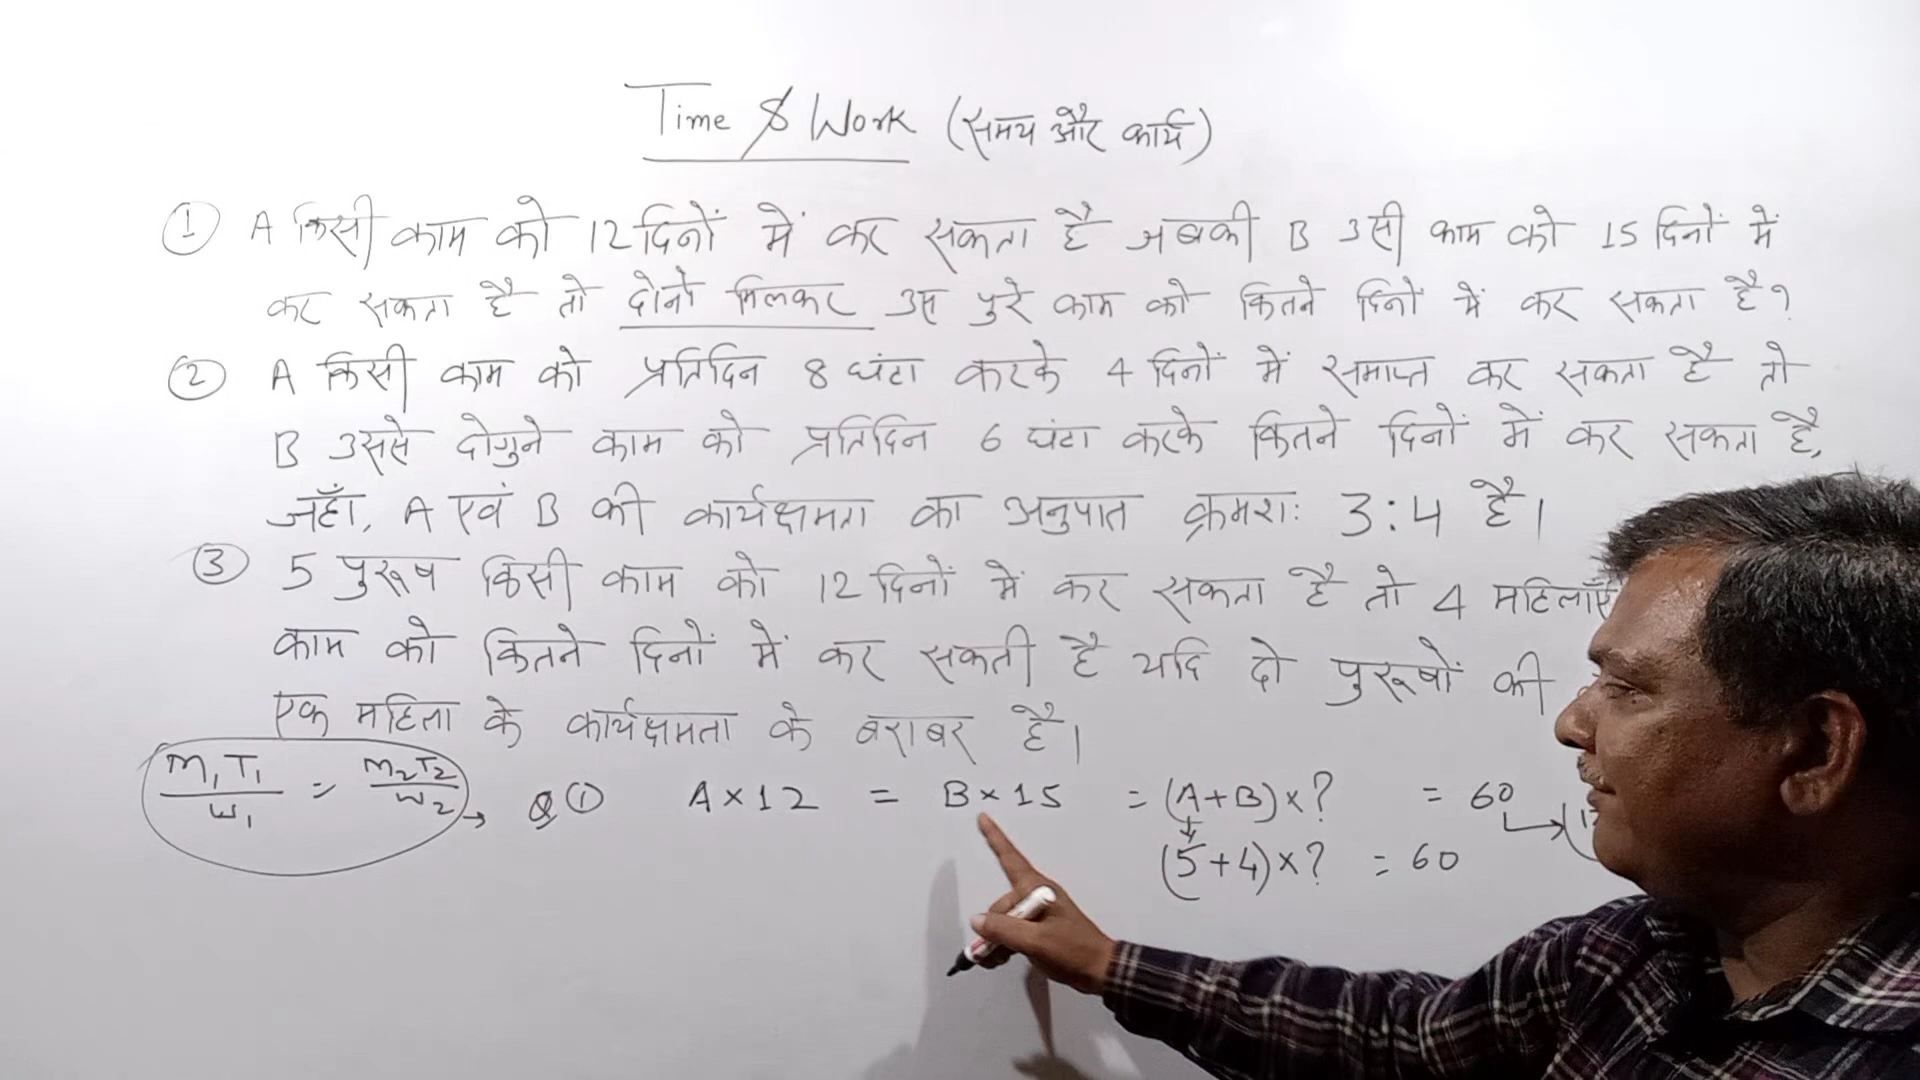 Time & Work (समय और कार्य)
① A किसी काम को 12 दिनों में कर सकता है जबकी B उसी काम को 15 दिनों में
कर सकता है तो दोनों मिलकर उस पुरे काम को कितने दिनों में कर सकता है?
② A किसी काम को प्रतिदिन 8 घंटा करके 4 दिनों में समाप्त कर सकता है तो
B उससे दोगुने काम को प्रतिदिन 6 घंटा करके कितने दिनों में कर सकता है,
जहाँ, A एवं B की कार्यक्षमता का अनुपात क्रमशः 3:4 है।
③ 5 पुरूष किसी काम को 12 दिनों में कर सकता है तो 4 महिलाएँ
काम को कितने दिनों में कर सकती है यदि दो पुरूषों की
एक महिला के कार्यक्षमता के बराबर है।
M₁T₁/W₁ = M₂T₂/W₂ → Q① A×12 = B×15 = (A+B)×? = 60
(5+4)×? = 60